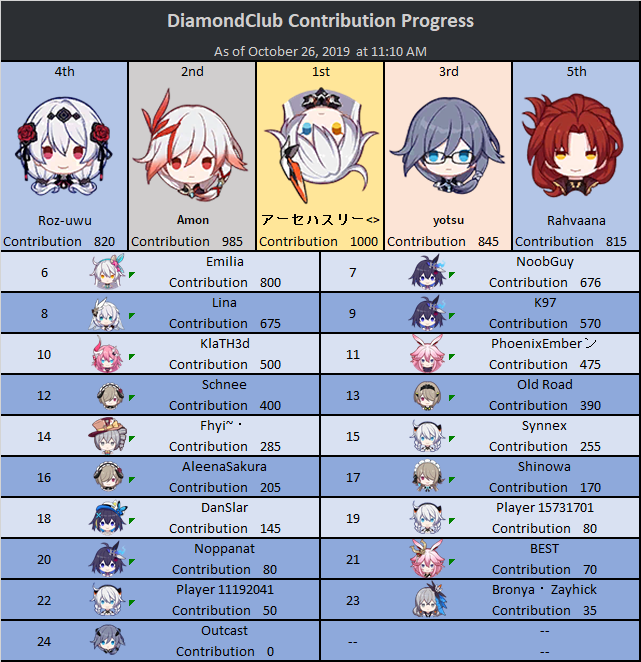 DiamondClub Contribution Progress
As of October 26, 2019 at 11:10 AM
4th 2nd 1st 3rd 5th
Roz-uwu Amon アーセハスリー<> yotsu Rahvaana
Contribution 820 Contribution 985 Contribution 1000 Contribution 845 Contribution 815
6 Emilia 7 NoobGuy
Contribution 800 Contribution 676
8 Lina 9 K97
Contribution 675 Contribution 570
10 KlaTH3d 11 PhoenixEmberン
Contribution 500 Contribution 475
12 Schnee 13 Old Road
Contribution 400 Contribution 390
14 Fhyi~・ 15 Synnex
Contribution 285 Contribution 255
16 AleenaSakura 17 Shinowa
Contribution 205 Contribution 170
18 DanSlar 19 Player 15731701
Contribution 145 Contribution 80
20 Noppanat 21 BEST
Contribution 80 Contribution 70
22 Player 11192041 23 Bronya・Zayhick
Contribution 50 Contribution 35
24 Outcast -- --
Contribution 0 --